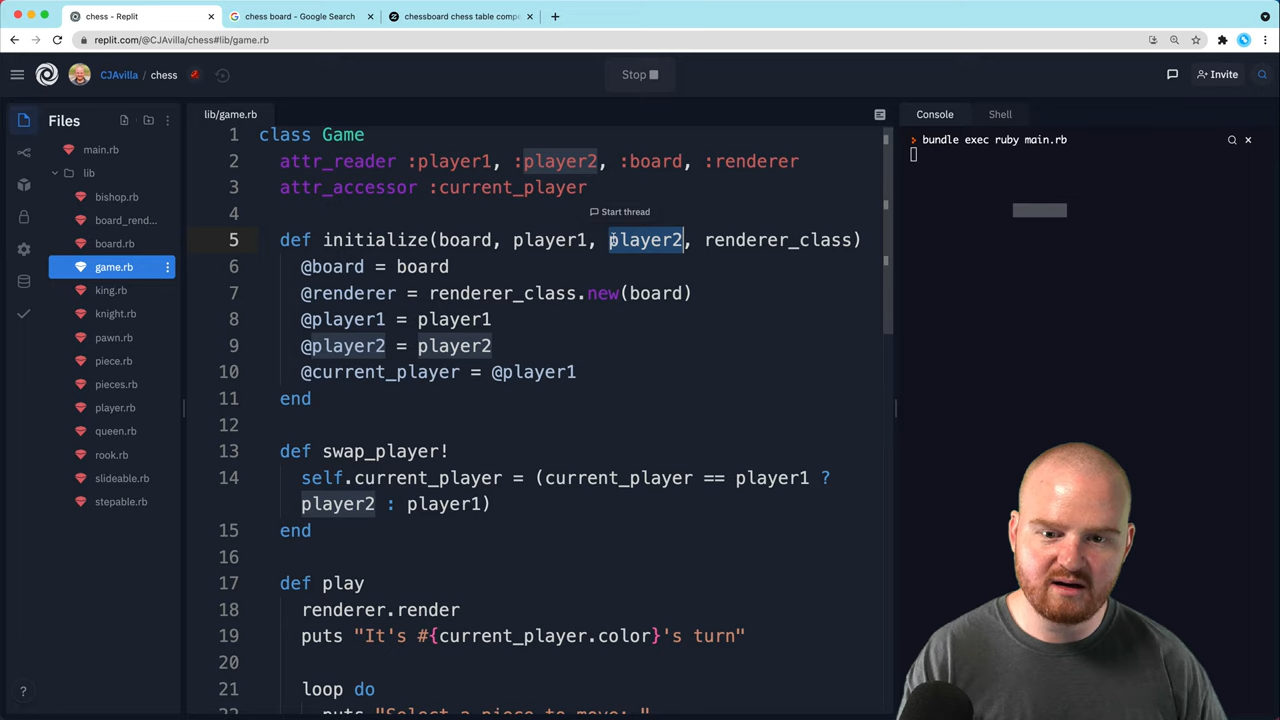 chess - Replit
chess board - Google Search
chessboard chess table comp
replit.com/@CJAvilla/chess#lib/game.rb
CJAvilla / chess
Stop
Invite
Files
main.rb
lib
bishop.rb
board_rend...
board.rb
game.rb
king.rb
knight.rb
pawn.rb
piece.rb
pieces.rb
player.rb
queen.rb
rook.rb
slideable.rb
stepable.rb
?
lib/game.rb
1 class Game
2 attr_reader :player1, :player2, :board, :renderer
3 attr_accessor :current_player
4
Start thread
5 def initialize(board, player1, player2, renderer_class)
6 @board = board
7 @renderer = renderer_class.new(board)
8 @player1 = player1
9 @player2 = player2
10 @current_player = @player1
11 end
12
13 def swap_player!
14 self.current_player = (current_player == player1 ?
player2 : player1)
15 end
16
17 def play
18 renderer.render
19 puts "It's #{current_player.color}'s turn"
20
21 loop do
22 puts "Select a piece to move: "
Console
Shell
bundle exec ruby main.rb